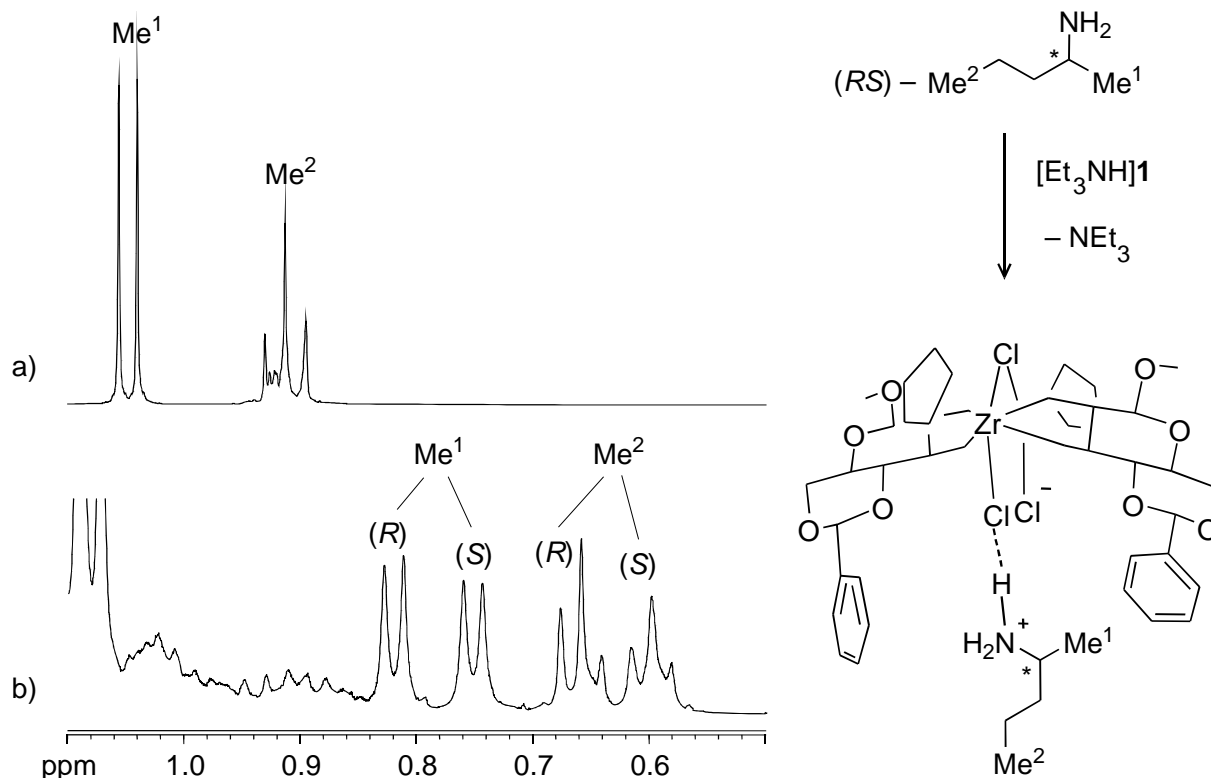 Me¹
Me²
a)
Me¹
Me²
(R)
(S)
(R)
(S)
b)
ppm
1.0
0.9
0.8
0.7
0.6
NH₂
*
(RS) – Me²
Me¹
[Et₃NH]1
– NEt₃
Cl
O
O
O
Zr
O
O
O
O
Cl
Cl
–
O
O
H
H₂N
+
Me¹
*
Me²